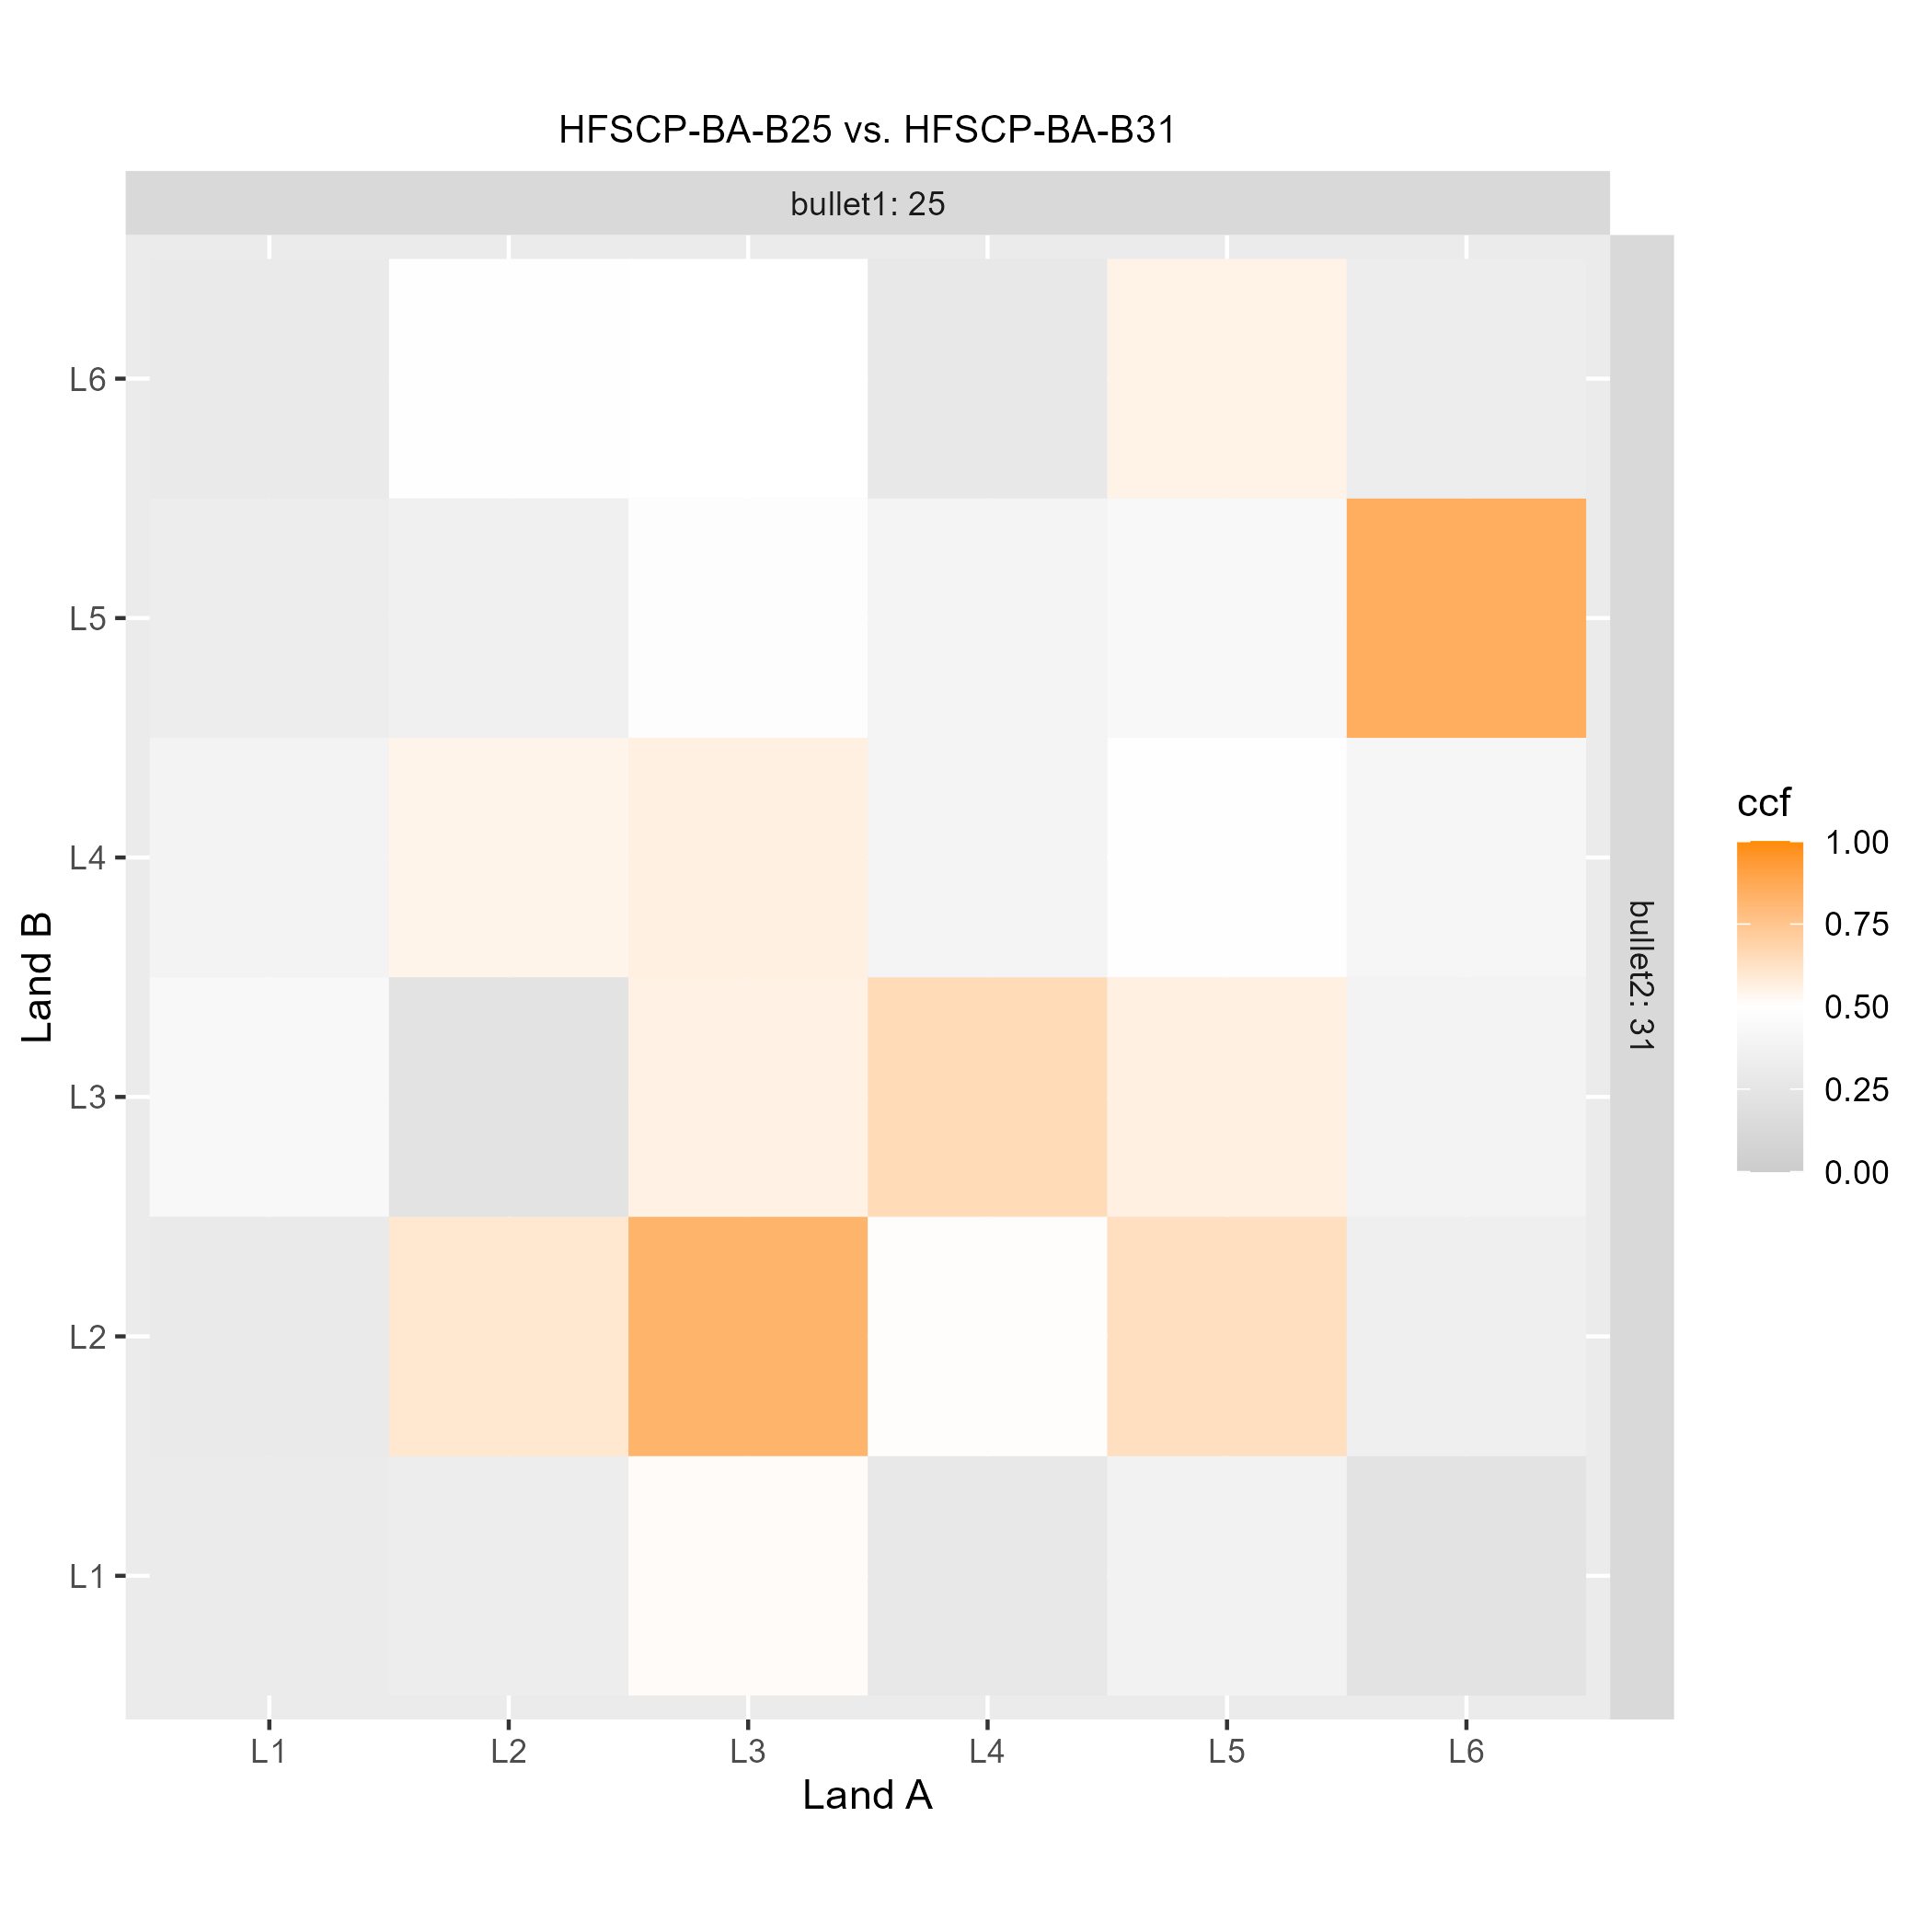 HFSCP-BA-B25 vs. HFSCP-BA-B31
bullet1: 25
L6
L5
L4
L3
L2
L1
Land B
bullet2: 31
L1 L2 L3 L4 L5 L6
Land A
ccf
1.00
0.75
0.50
0.25
0.00